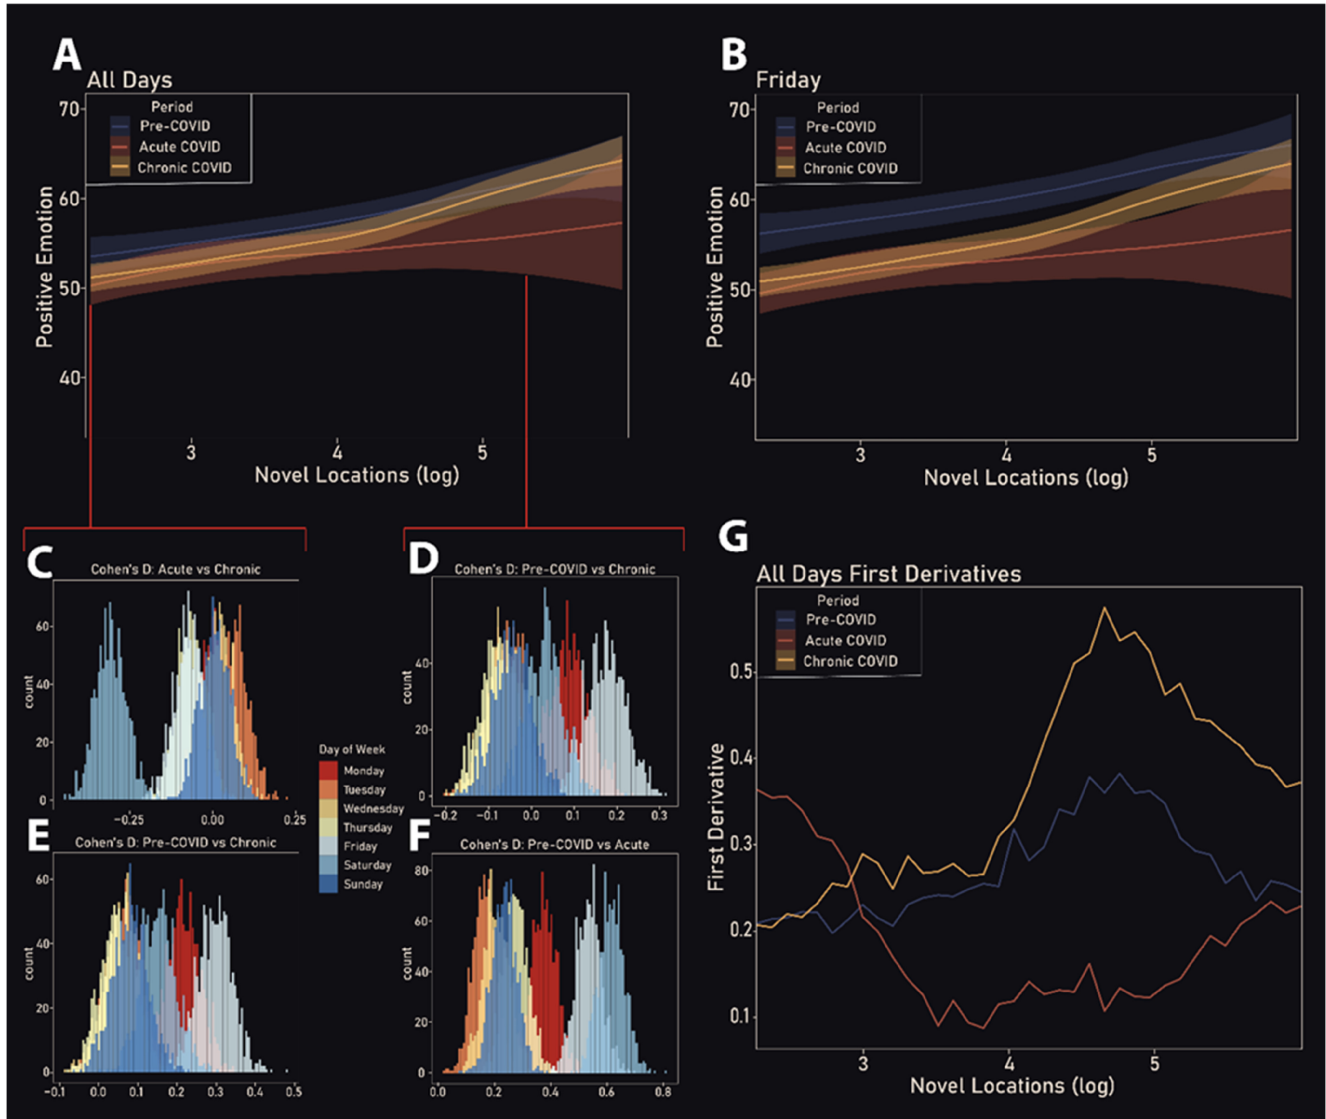 A
All Days
Period
Pre-COVID
Acute COVID
Chronic COVID
70
60
50
40
Positive Emotion
3 4 5
Novel Locations (log)
B
Friday
Period
Pre-COVID
Acute COVID
Chronic COVID
70
60
50
40
Positive Emotion
3 4 5
Novel Locations (log)
C
Cohen's D: Acute vs Chronic
60
40
20
0
count
-0.25 0.00 0.25
D
Cohen's D: Pre-COVID vs Chronic
40
20
0
count
-0.2 -0.1 0.0 0.1 0.2 0.3
Day of Week
Monday
Tuesday
Wednesday
Thursday
Friday
Saturday
Sunday
E
Cohen's D: Pre-COVID vs Chronic
60
40
20
0
count
-0.1 0.0 0.1 0.2 0.3 0.4 0.5
F
Cohen's D: Pre-COVID vs Acute
80
60
40
20
0
count
0.0 0.2 0.4 0.6 0.8
G
All Days First Derivatives
Period
Pre-COVID
Acute COVID
Chronic COVID
0.5
0.4
0.3
0.2
0.1
First Derivative
3 4 5
Novel Locations (log)